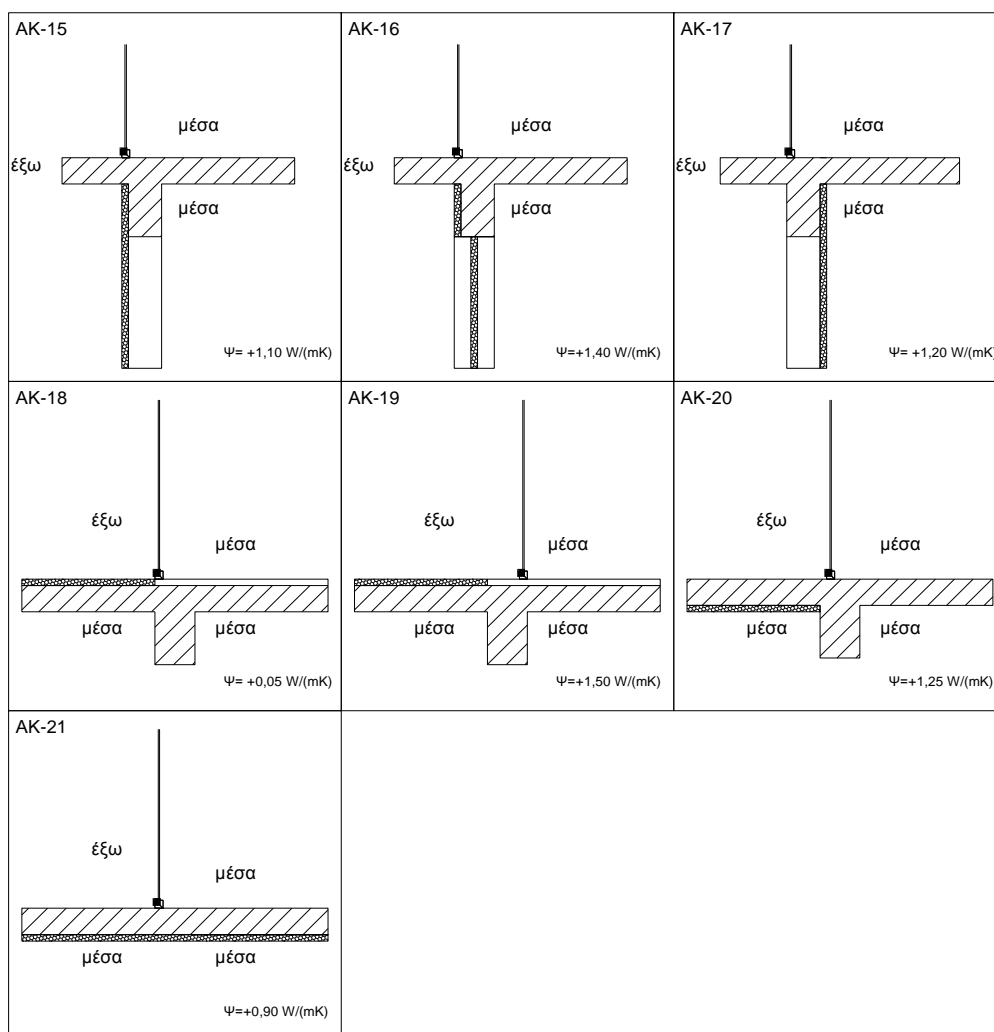 AK-15
μέσα
έξω
μέσα
Ψ= +1,10 W/(mK)
AK-16
μέσα
έξω
μέσα
Ψ=+1,40 W/(mK)
AK-17
μέσα
έξω
μέσα
Ψ= +1,20 W/(mK)
AK-18
έξω
μέσα
μέσα μέσα
Ψ= +0,05 W/(mK)
AK-19
έξω
μέσα
μέσα μέσα
Ψ=+1,50 W/(mK)
AK-20
έξω
μέσα
μέσα μέσα
Ψ=+1,25 W/(mK)
AK-21
έξω
μέσα
μέσα μέσα
Ψ=+0,90 W/(mK)